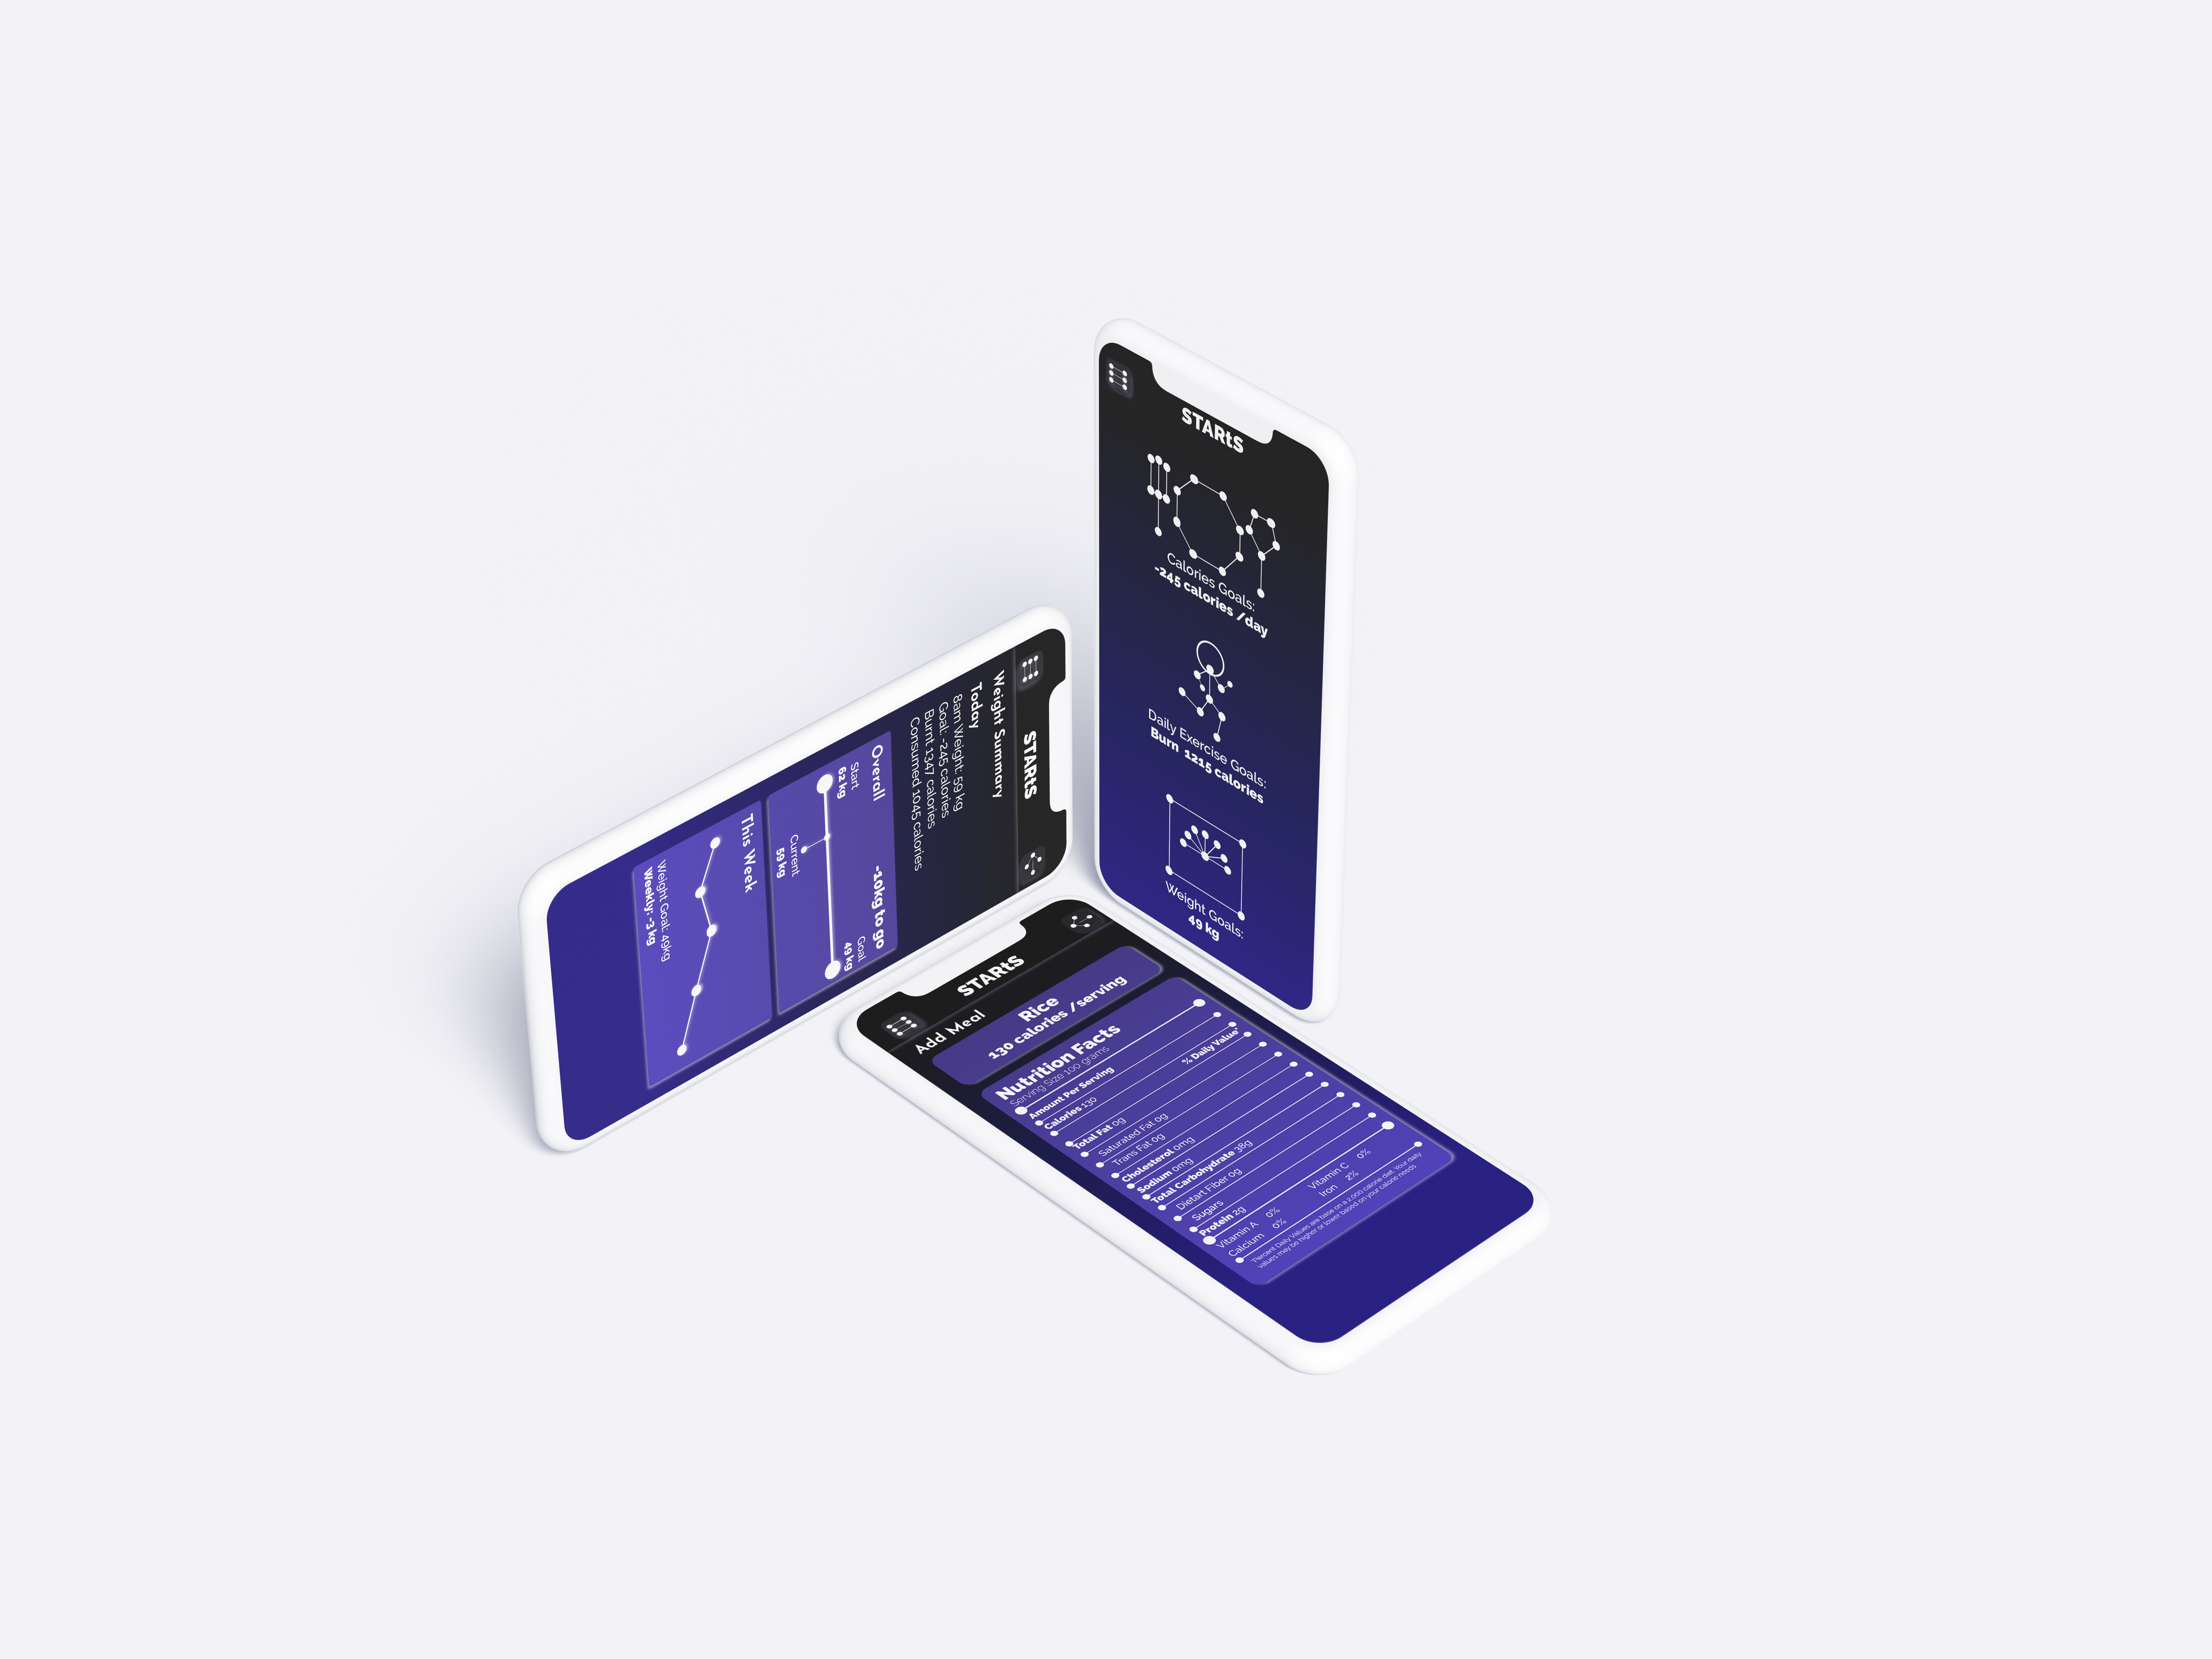 STARtS
Calories Goals:
-245 calories /day
Daily Exercise Goals:
Burn 1215 calories
Weight Goals:
49 kg
STARtS
Weight Summary
Today
8am Weight: 59 kg
Goal: -245 calories
Burnt 1347 calories
Consumed 1045 calories
Overall -10kg to go
Start Goal
62 kg 49 kg
Current
59 kg
This Week
Weight Goal: 49kg
Weekly: -3 kg
STARtS
Add Meal
Rice
130 calories /serving
Nutrition Facts
Serving Size 100 grams
Amount Per Serving
Calories 130 % Daily Value*
Total Fat 0g
Saturated Fat 0g
Trans Fat 0g
Cholesterol 0mg
Sodium 0mg
Total Carbohydrate 38g
Dietart Fiber 0g
Sugars
Protein 2g
Vitamin A 0% Vitamin C 0%
Calcium 0% Iron 2%
*Percent Daily Values are base on a 2,000 calorie diet. Your daily
values may be higher or lower based on your calorie needs